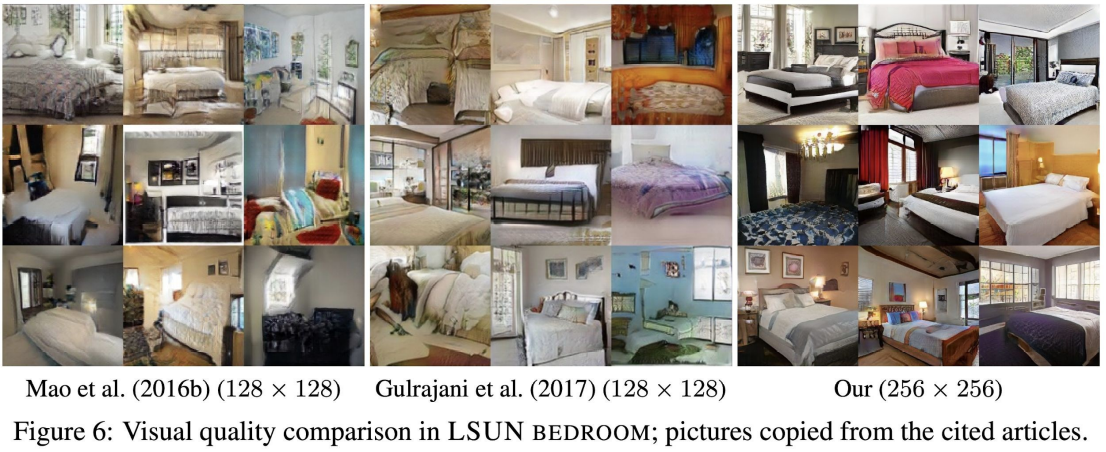 Mao et al. (2016b) (128 × 128)
Gulrajani et al. (2017) (128 × 128)
Our (256 × 256)
Figure 6: Visual quality comparison in LSUN BEDROOM; pictures copied from the cited articles.